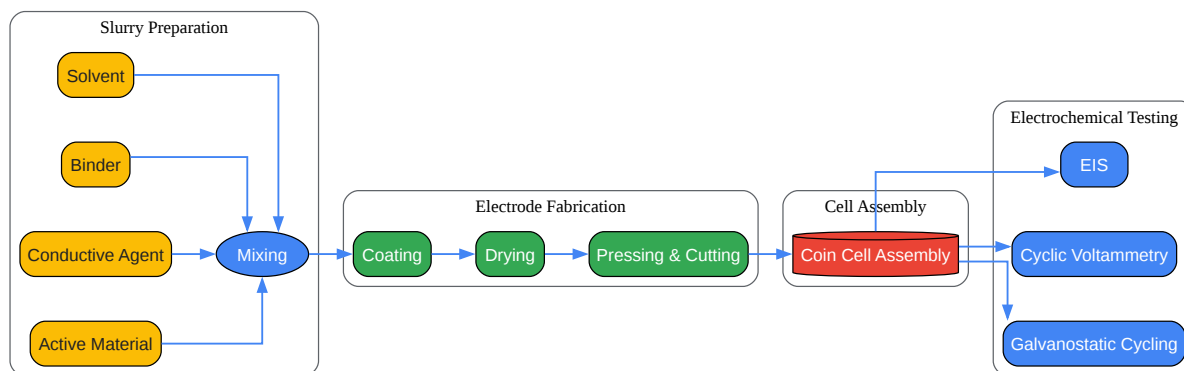 Slurry Preparation
Solvent
Binder
Conductive Agent
Active Material
Mixing
Electrode Fabrication
Coating
Drying
Pressing & Cutting
Cell Assembly
Coin Cell Assembly
Electrochemical Testing
EIS
Cyclic Voltammetry
Galvanostatic Cycling